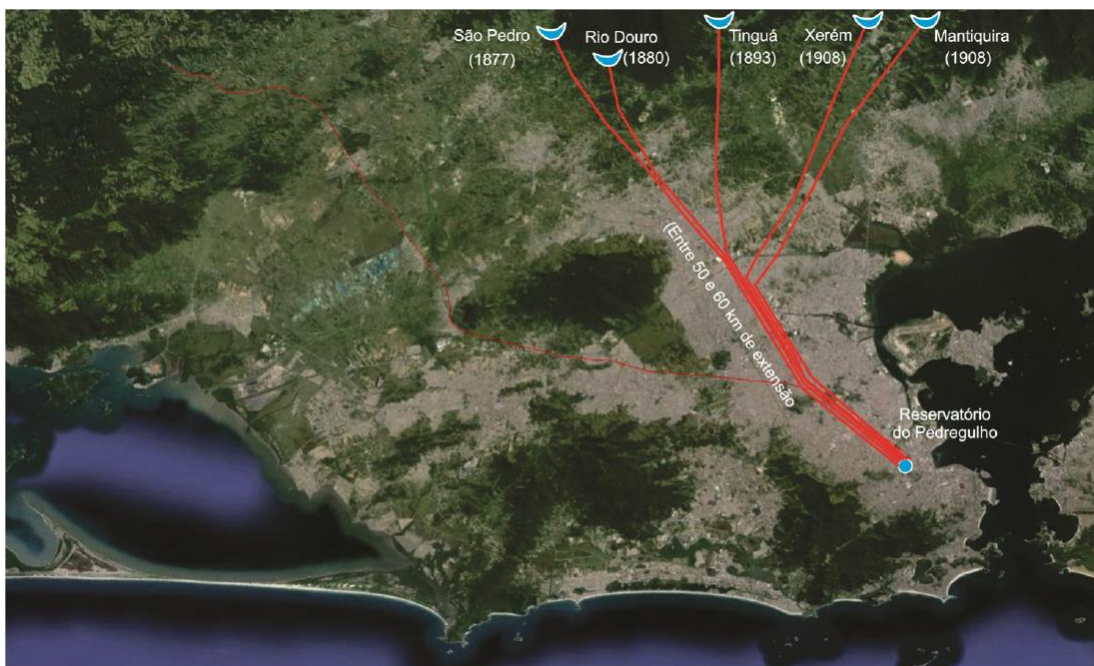 São Pedro
(1877)
Rio Douro
(1880)
Tinguá
(1893)
Xerém
(1908)
Mantiquira
(1908)
(Entre 50 e 60 km de extensão
Reservatório
do Pedregulho